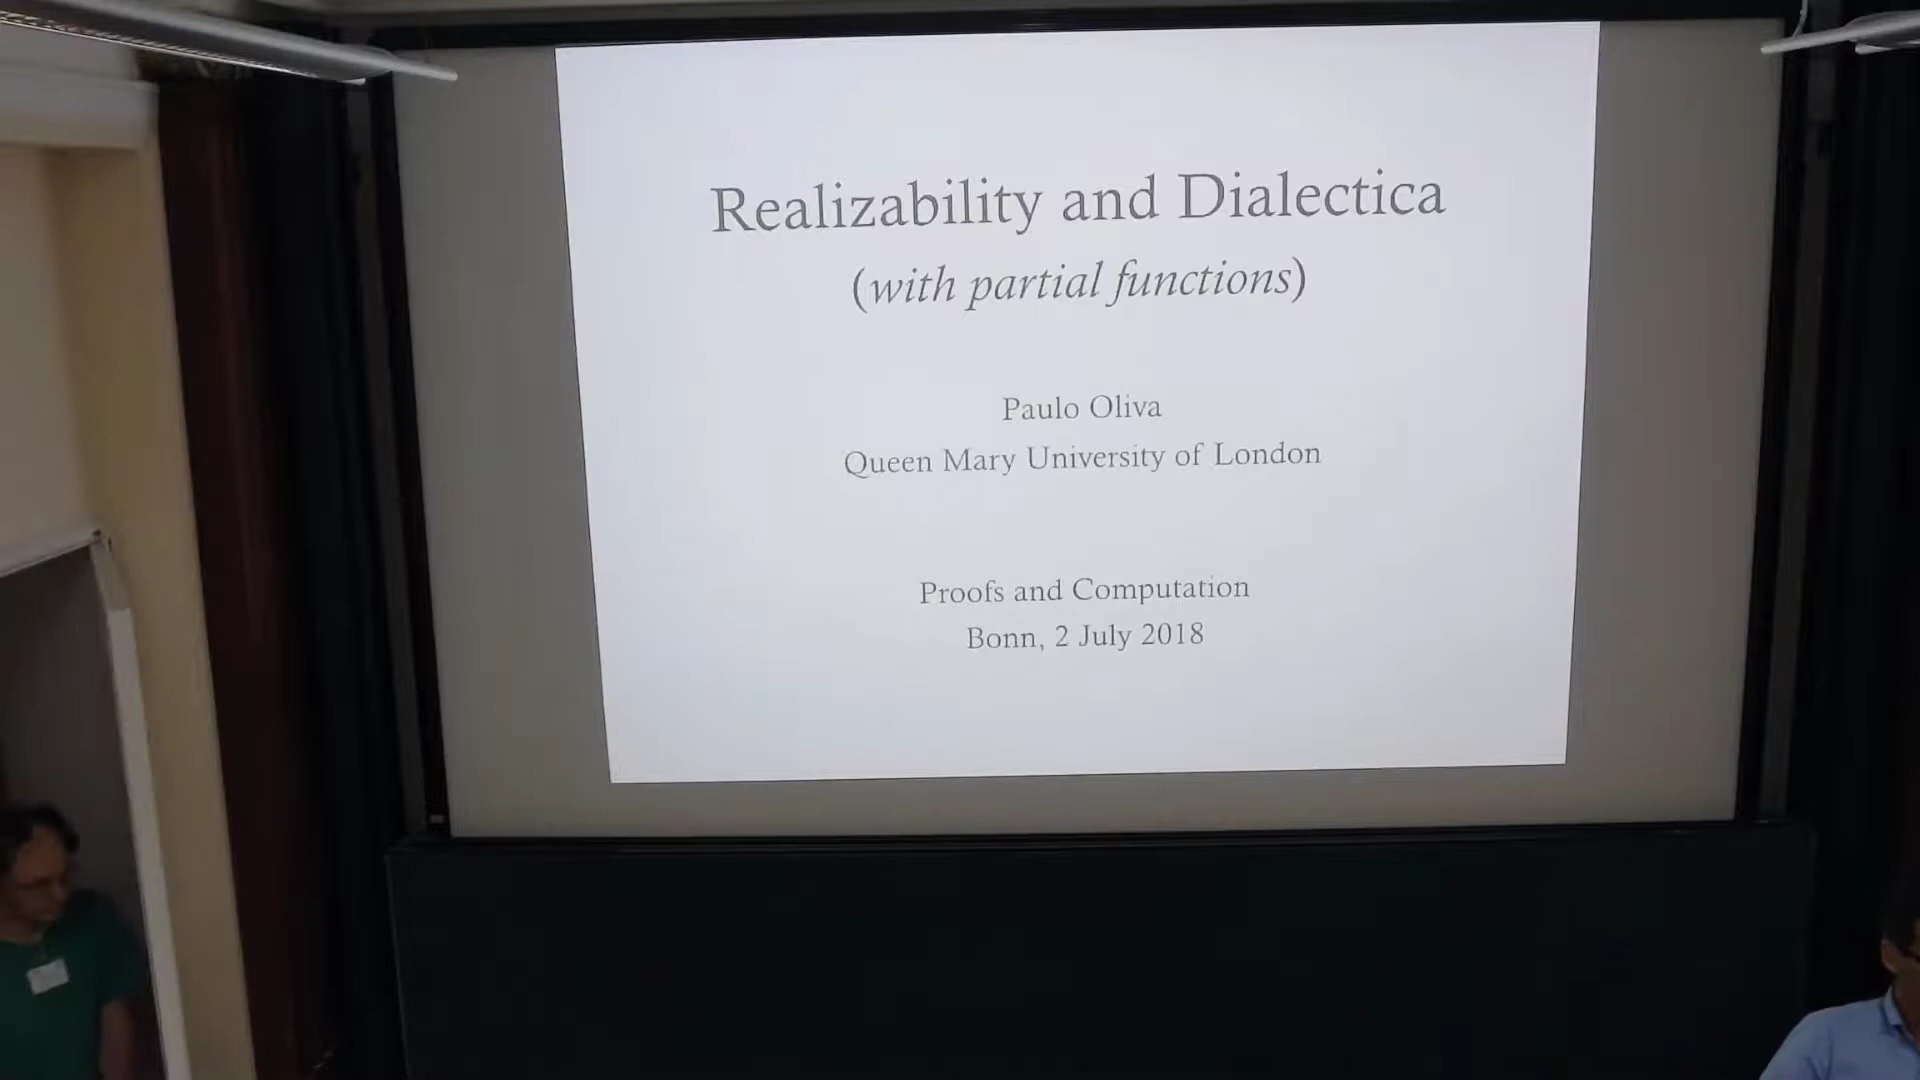 Realizability and Dialectica
(with partial functions)
Paulo Oliva
Queen Mary University of London
Proofs and Computation
Bonn, 2 July 2018